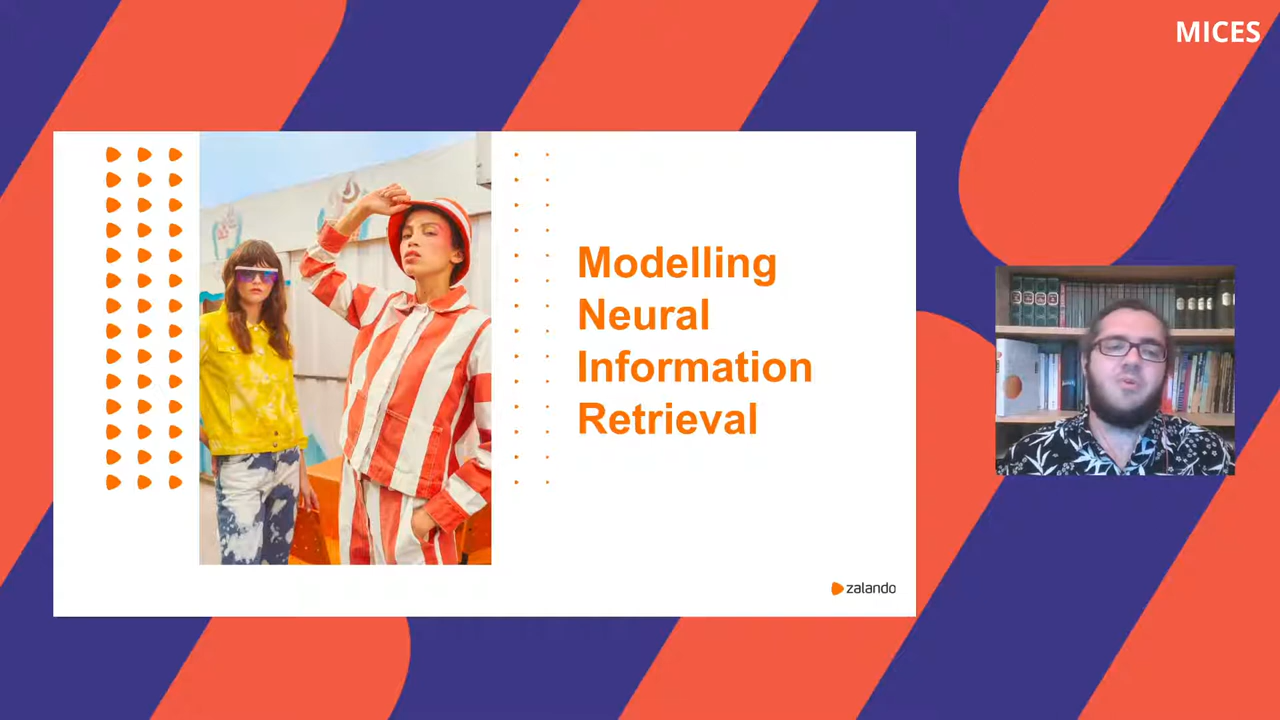 MICES
Modelling
Neural
Information
Retrieval
zalando